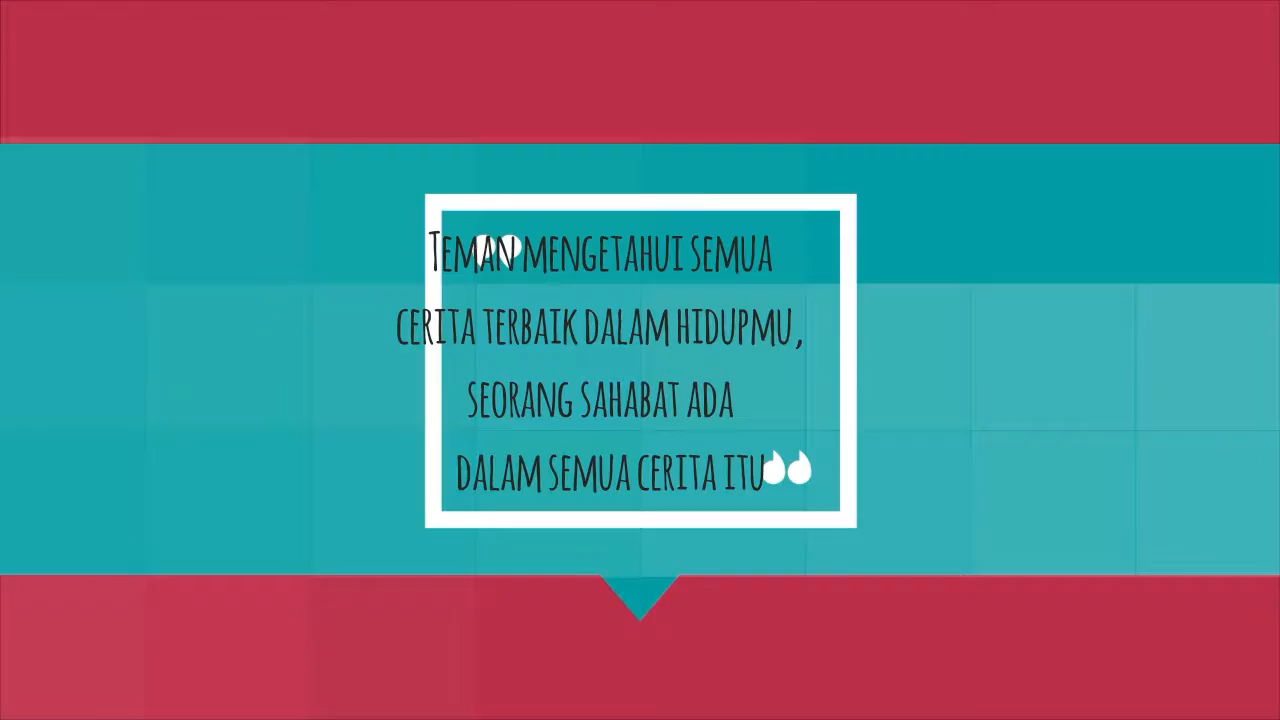 Teman mengetahui semua
cerita terbaik dalam hidupmu,
seorang sahabat ada
dalam semua cerita itu